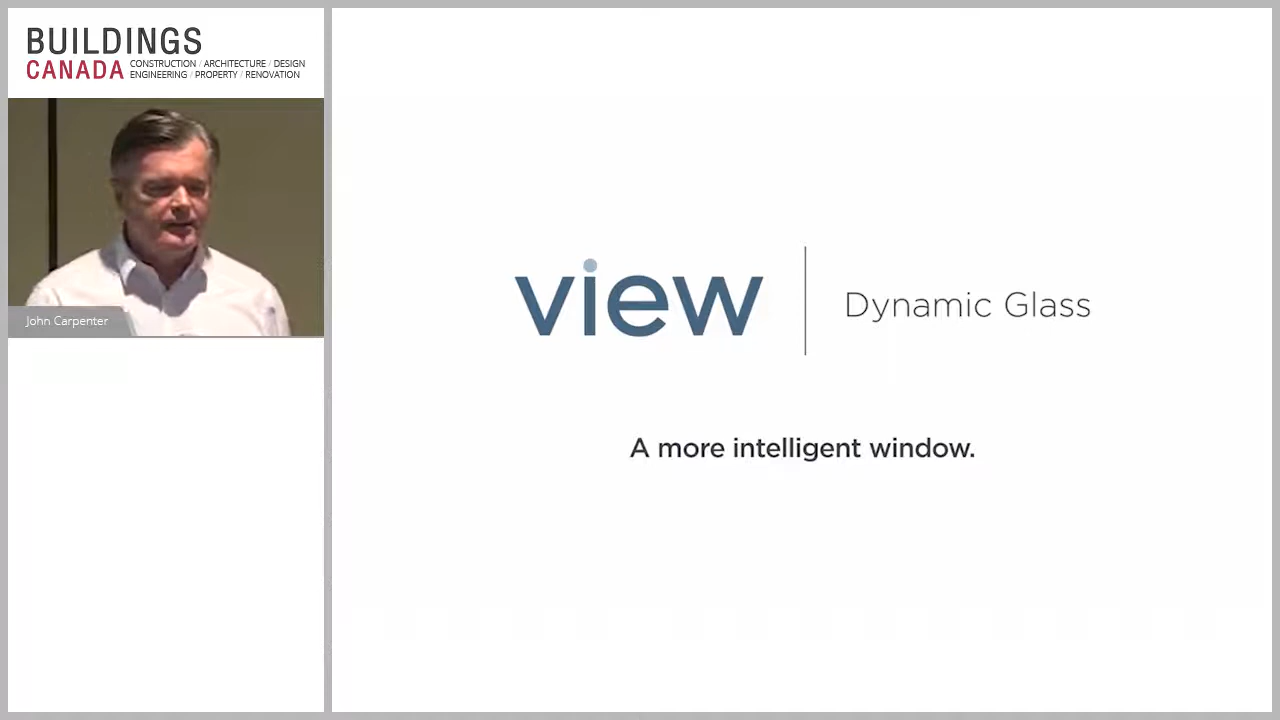 BUILDINGS
CANADA
CONSTRUCTION / ARCHITECTURE / DESIGN
ENGINEERING / PROPERTY / RENOVATION
John Carpenter
view
Dynamic Glass
A more intelligent window.